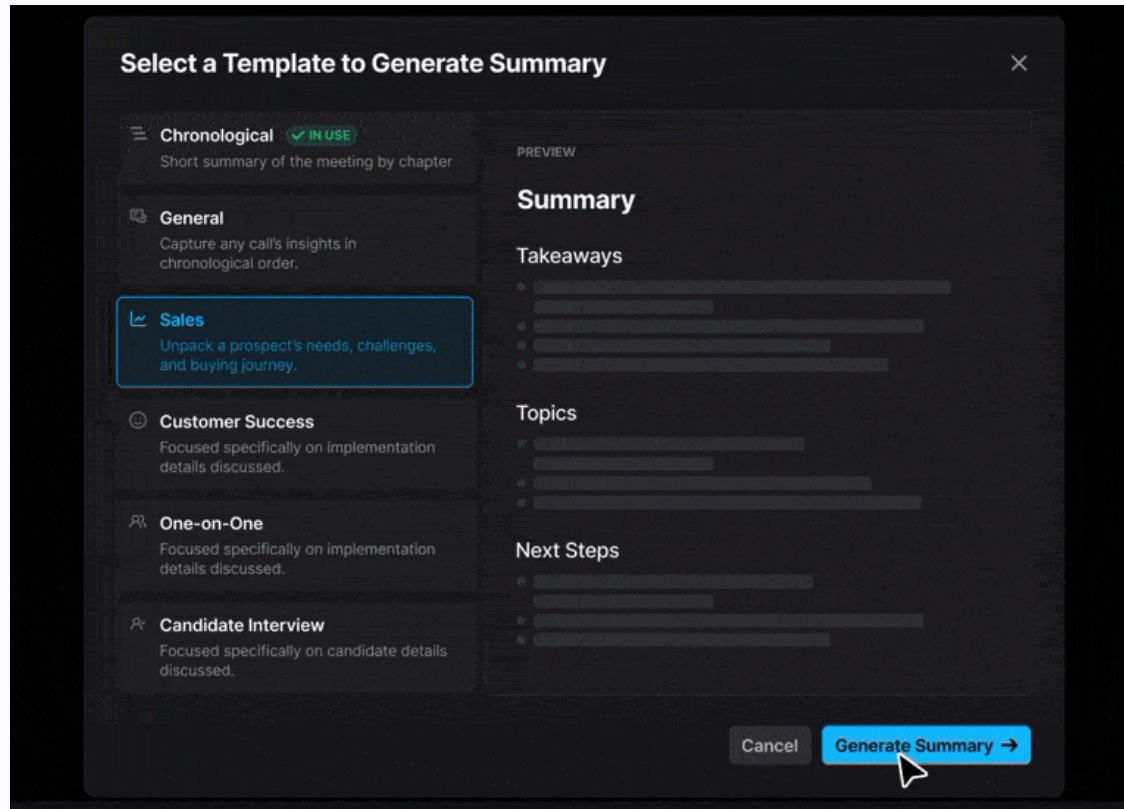 Select a Template to Generate Summary
Chronological IN USE
Short summary of the meeting by chapter
General
Capture any call's insights in
chronological order.
Sales
Unpack a prospect's needs, challenges,
and buying journey.
Customer Success
Focused specifically on implementation
details discussed.
One-on-One
Focused specifically on implementation
details discussed.
Candidate Interview
Focused specifically on candidate details
discussed.
PREVIEW
Summary
Takeaways
Topics
Next Steps
Cancel
Generate Summary →